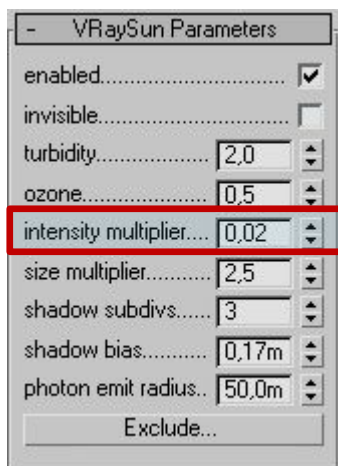 - VRaySun Parameters
enabled............................. ✓
invisible..............................
turbidity.................... 2,0
ozone...................... 0,5
intensity multiplier.... 0,02
size multiplier........... 2,5
shadow subdivs...... 3
shadow bias........... 0,17m
photon emit radius.. 50,0m
Exclude...